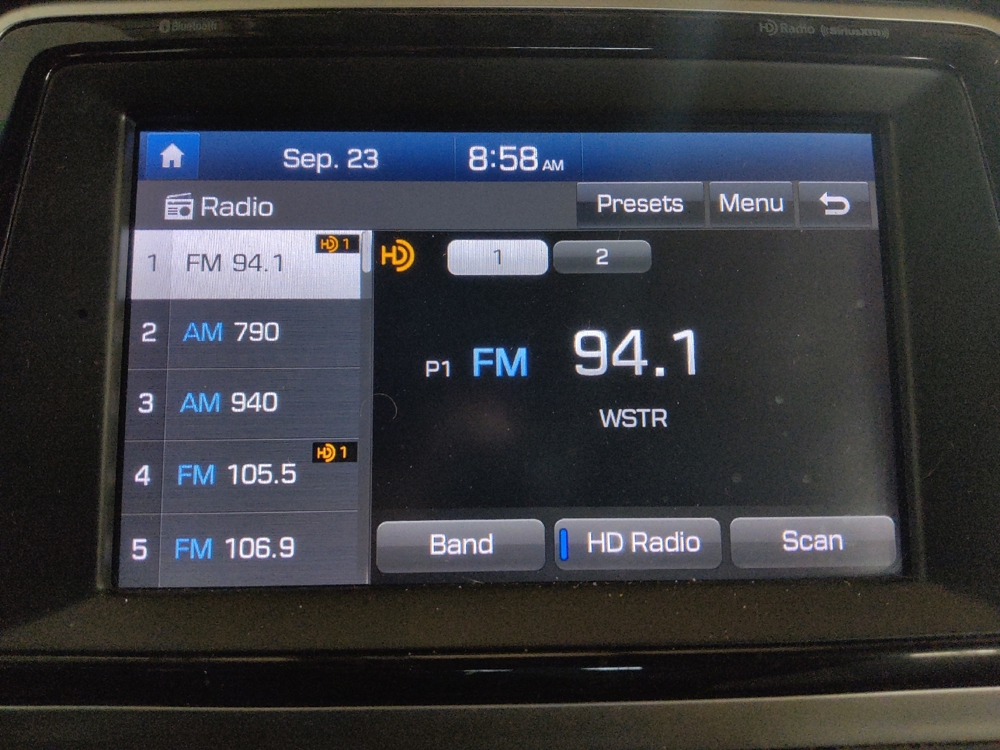 Bluetooth
HD Radio (SiriusXM)
Sep. 23 8:58 AM
Radio Presets Menu
1 FM 94.1 HD 1
2 AM 790
3 AM 940
4 FM 105.5 HD 1
5 FM 106.9
HD 1 2
P1 FM 94.1
WSTR
Band HD Radio Scan